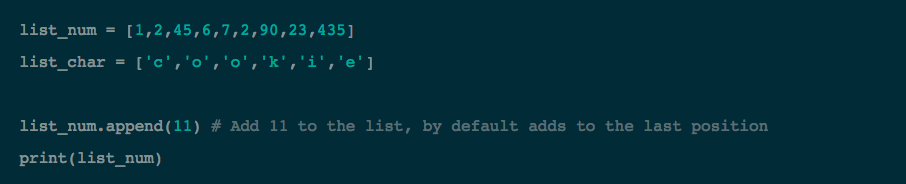 list_num = [1,2,45,6,7,2,90,23,435]
list_char = ['c','o','o','k','i','e']
list_num.append(11) # Add 11 to the list, by default adds to the last position
print(list_num)